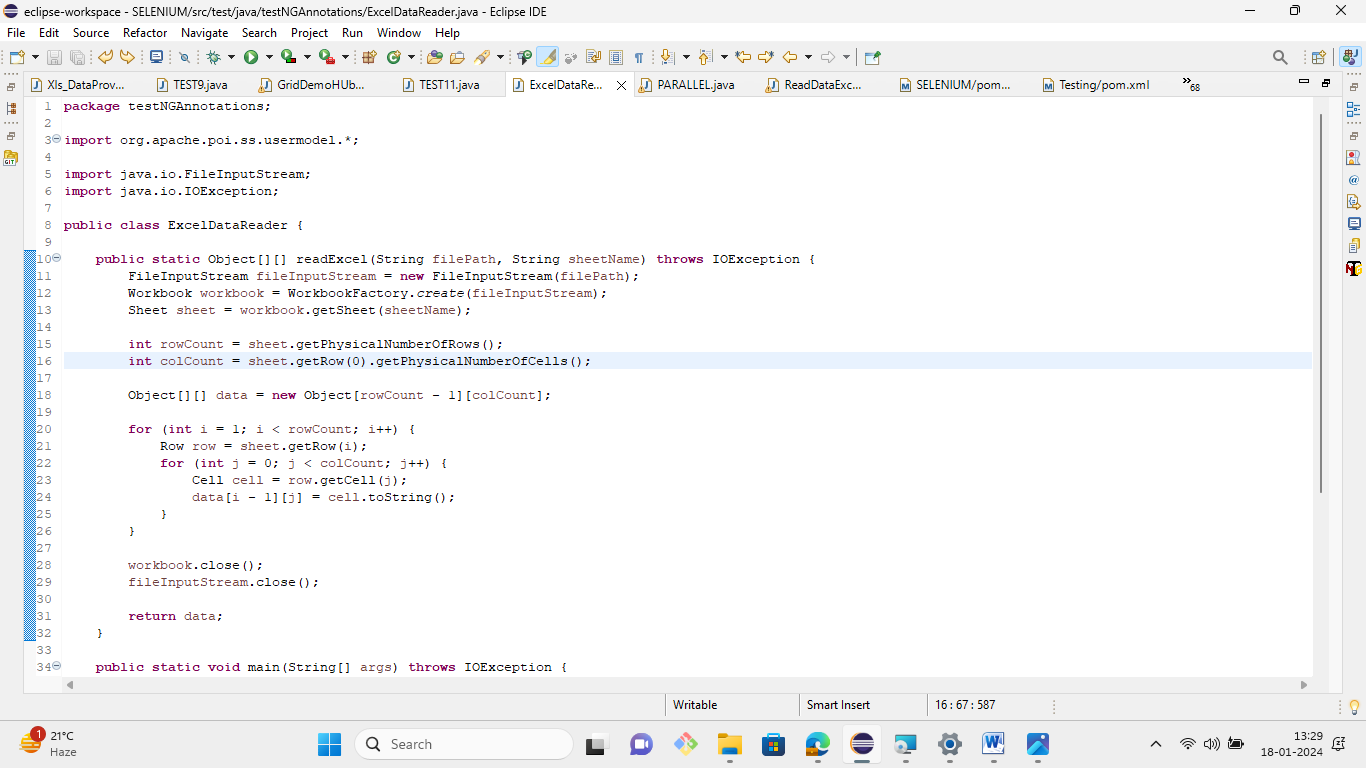 eclipse-workspace - SELENIUM/src/test/java/testNGAnnotations/ExcelDataReader.java - Eclipse IDE
File Edit Source Refactor Navigate Search Project Run Window Help
Xls_DataProv... TEST9.java GridDemoHUb... TEST11.java ExcelDataRe... PARALLEL.java ReadDataExc... SELENIUM/pom... Testing/pom.xml »68
1 package testNGAnnotations;
2
3 import org.apache.poi.ss.usermodel.*;
4
5 import java.io.FileInputStream;
6 import java.io.IOException;
7
8 public class ExcelDataReader {
9
10 public static Object[][] readExcel(String filePath, String sheetName) throws IOException {
11 FileInputStream fileInputStream = new FileInputStream(filePath);
12 Workbook workbook = WorkbookFactory.create(fileInputStream);
13 Sheet sheet = workbook.getSheet(sheetName);
14
15 int rowCount = sheet.getPhysicalNumberOfRows();
16 int colCount = sheet.getRow(0).getPhysicalNumberOfCells();
17
18 Object[][] data = new Object[rowCount - 1][colCount];
19
20 for (int i = 1; i < rowCount; i++) {
21 Row row = sheet.getRow(i);
22 for (int j = 0; j < colCount; j++) {
23 Cell cell = row.getCell(j);
24 data[i - 1][j] = cell.toString();
25 }
26 }
27
28 workbook.close();
29 fileInputStream.close();
30
31 return data;
32 }
33
34 public static void main(String[] args) throws IOException {
Writable Smart Insert 16 : 67 : 587
1 21°C
Haze
Search
13:29
18-01-2024